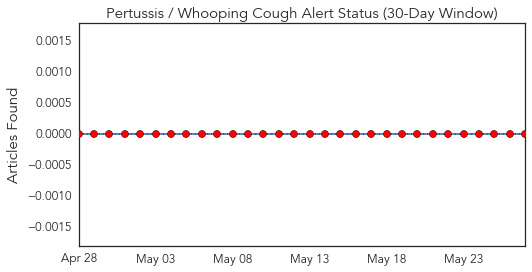 Pertussis / Whooping Cough Alert Status (30-Day Window)
Articles Found
0.0015
0.0010
0.0005
0.0000
−0.0005
−0.0010
−0.0015
Apr 28 May 03 May 08 May 13 May 18 May 23